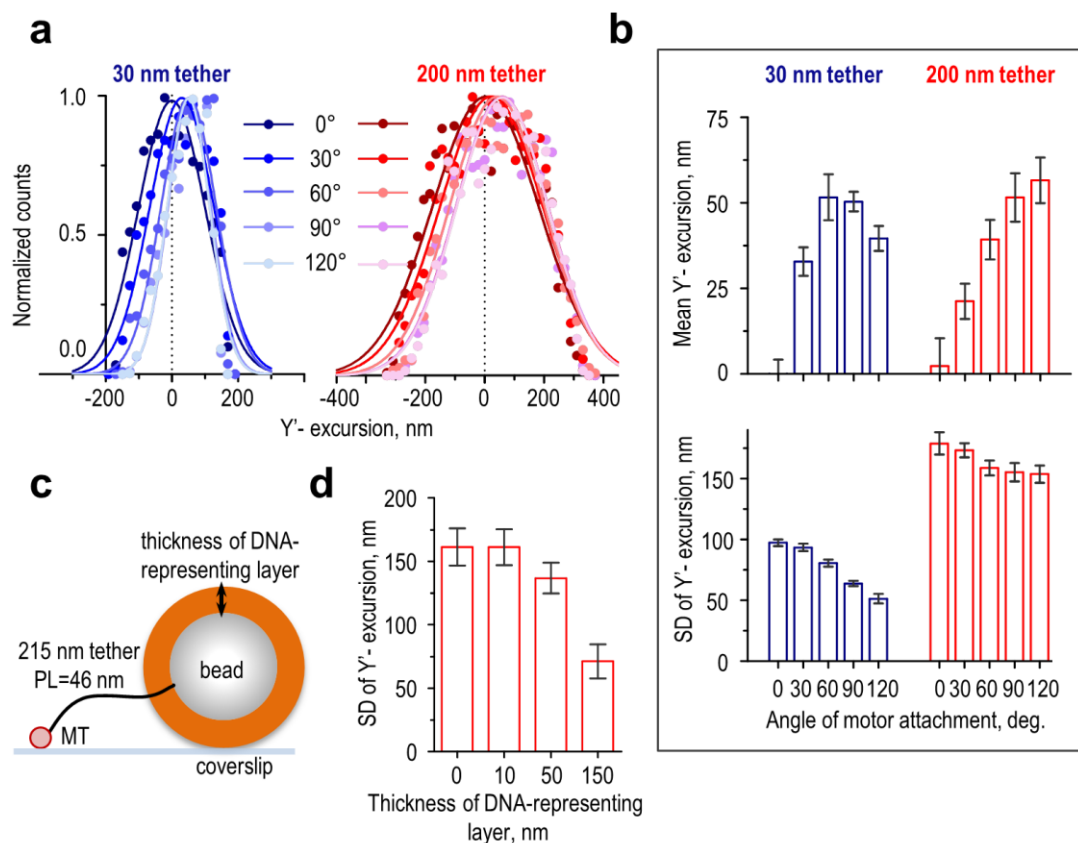 a
30 nm tether
200 nm tether
Normalized counts
1.0
0.5
0.0
0°
30°
60°
90°
120°
-200
0
200
-400
-200
0
200
400
Y'- excursion, nm
b
30 nm tether
200 nm tether
Mean Y'- excursion, nm
75
50
25
0
SD of Y'- excursion, nm
150
100
50
0
0 30 60 90 120
0 30 60 90 120
Angle of motor attachment, deg.
c
thickness of DNA-
representing layer
215 nm tether
PL=46 nm
bead
MT
coverslip
d
SD of Y'- excursion, nm
200
150
100
50
0
0 10 50 150
Thickness of DNA-representing
layer, nm